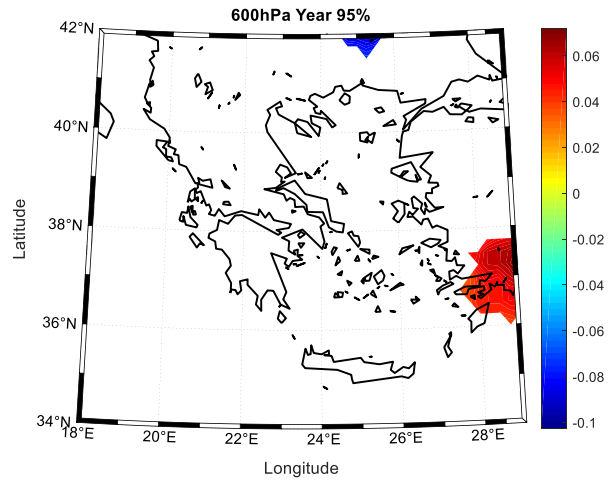 600hPa Year 95%
42°N
40°N
38°N
36°N
34°N
18°E
20°E
22°E
24°E
26°E
28°E
Latitude
Longitude
0.06
0.04
0.02
0
-0.02
-0.04
-0.06
-0.08
-0.1